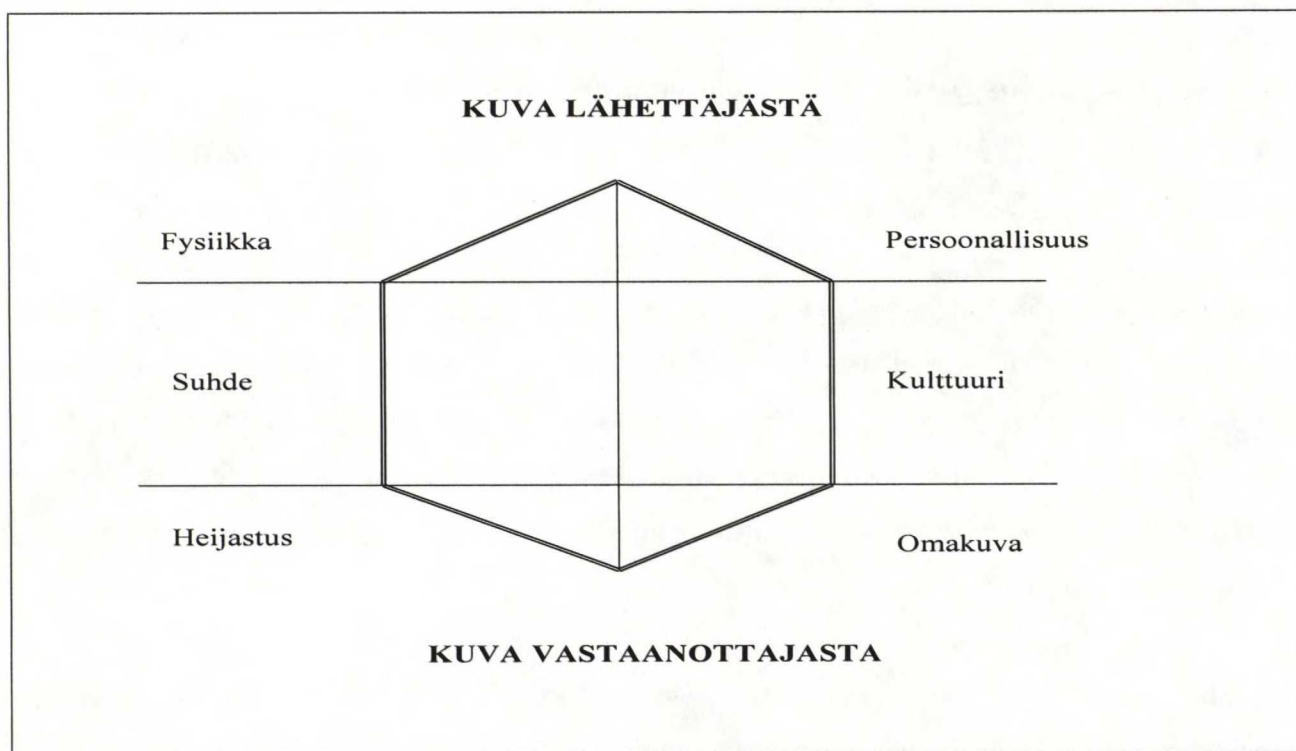 KUVA LÄHETTÄJÄSTÄ
Fysiikka
Persoonallisuus
Suhde
Kulttuuri
Heijastus
Omakuva
KUVA VASTAANOTTAJASTA